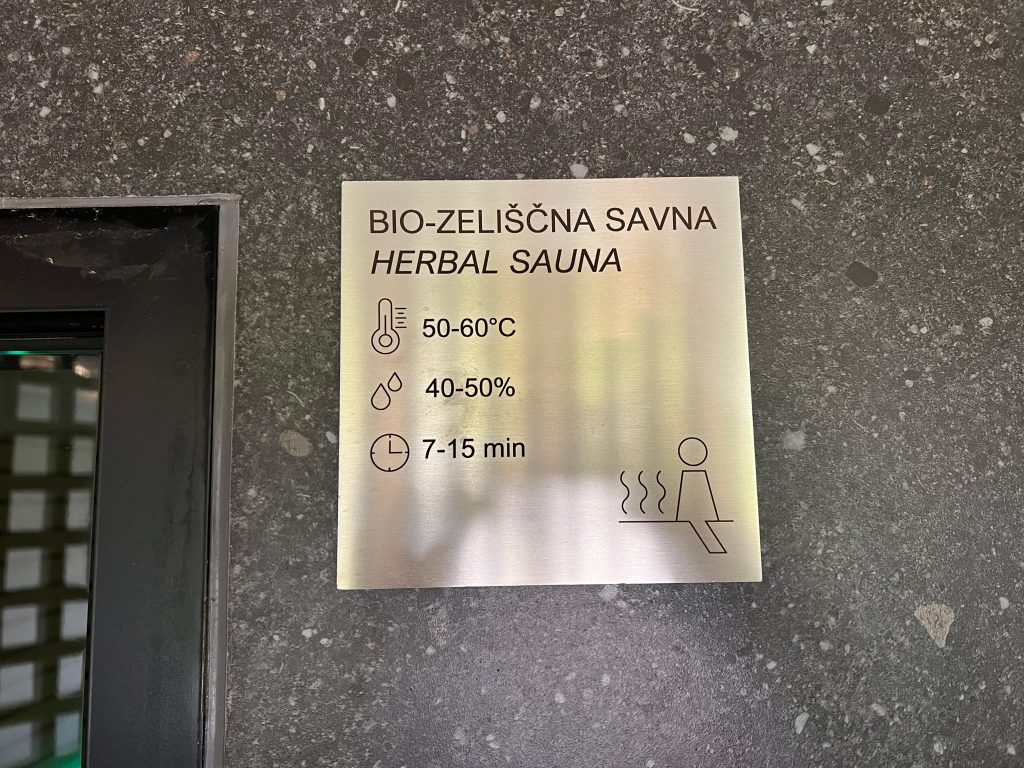 BIO-ZELIŠČNA SAVNA
HERBAL SAUNA
50-60°C
40-50%
7-15 min